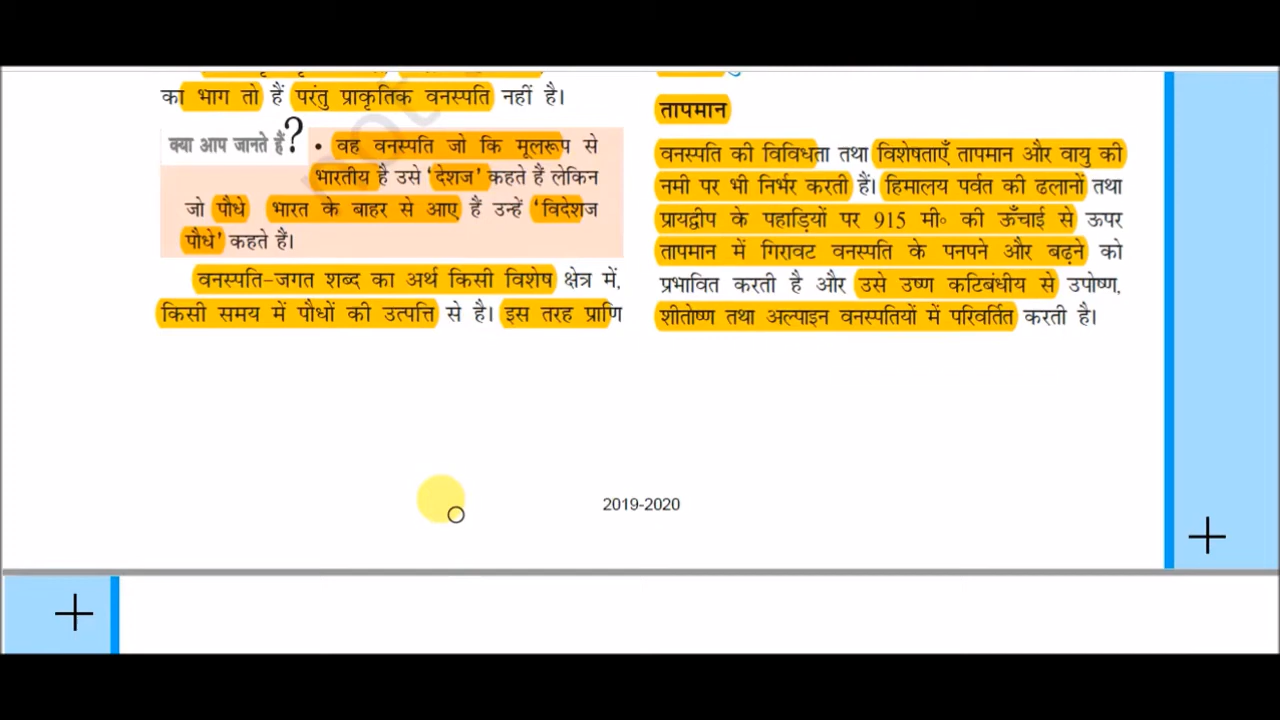 का भाग तो हैं परंतु प्राकृतिक वनस्पति नहीं है।
क्या आप जानते हैं?
• वह वनस्पति जो कि मूलरूप से
भारतीय है उसे ‘देशज’ कहते हैं लेकिन
जो पौधे भारत के बाहर से आए हैं उन्हें ‘विदेशज
पौधे’ कहते हैं।
वनस्पति-जगत शब्द का अर्थ किसी विशेष क्षेत्र में,
किसी समय में पौधों की उत्पत्ति से है। इस तरह प्राणि
तापमान
वनस्पति की विविधता तथा विशेषताएँ तापमान और वायु की
नमी पर भी निर्भर करती हैं। हिमालय पर्वत की ढलानों तथा
प्रायद्वीप के पहाड़ियों पर 915 मी॰ की ऊँचाई से ऊपर
तापमान में गिरावट वनस्पति के पनपने और बढ़ने को
प्रभावित करती है और उसे उष्ण कटिबंधीय से उपोष्ण,
शीतोष्ण तथा अल्पाइन वनस्पतियों में परिवर्तित करती है।
2019-2020